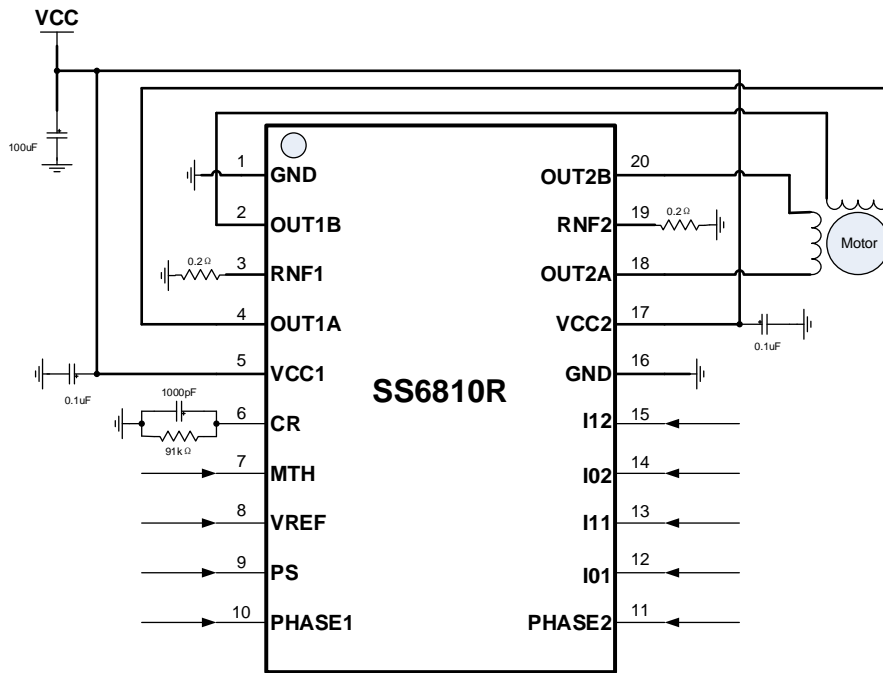 VCC
100uF
1
GND
2
OUT1B
0.2Ω
3
RNF1
4
OUT1A
5
VCC1
0.1uF
1000pF
6
CR
91kΩ
7
MTH
8
VREF
9
PS
10
PHASE1
SS6810R
20
OUT2B
19
RNF2
0.2Ω
18
OUT2A
Motor
17
VCC2
0.1uF
16
GND
15
I12
14
I02
13
I11
12
I01
11
PHASE2